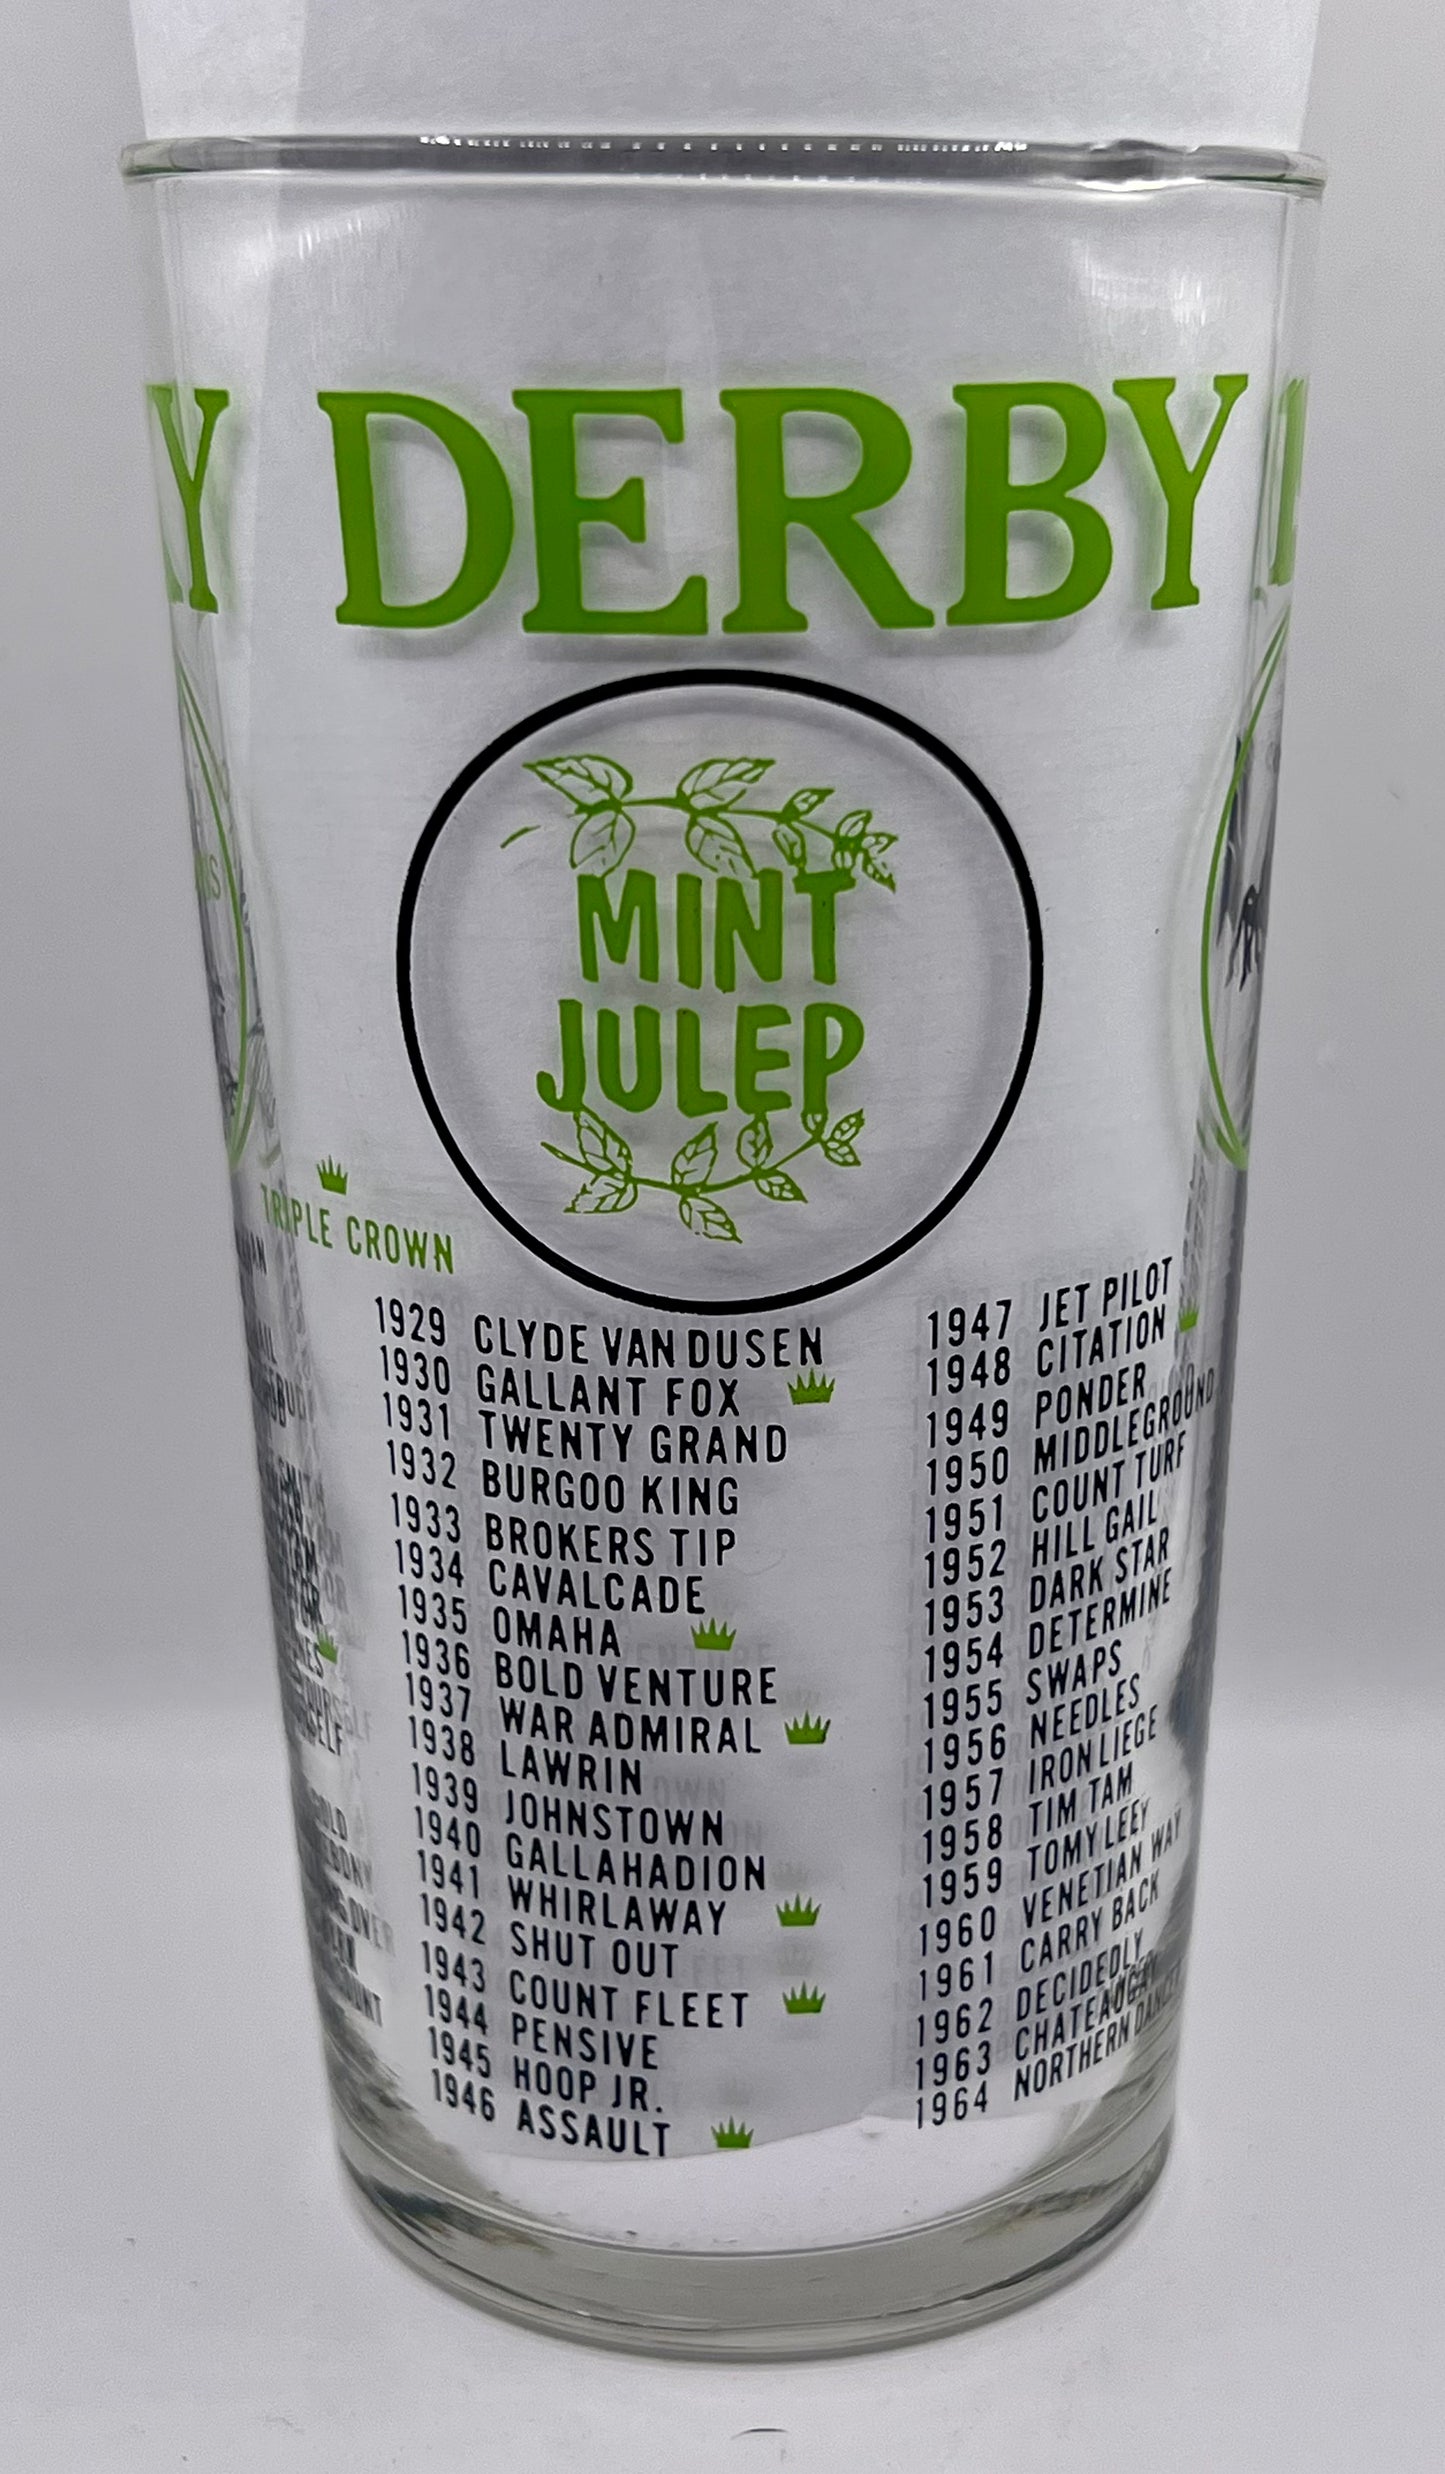 DERBY
MINT
JULEP
TRIPLE CROWN
1929 CLYDE VAN DUSEN
1930 GALLANT FOX
1931 TWENTY GRAND
1932 BURGOO KING
1933 BROKERS TIP
1934 CAVALCADE
1935 OMAHA
1936 BOLD VENTURE
1937 WAR ADMIRAL
1938 LAWRIN
1939 JOHNSTOWN
1940 GALLAHADION
1941 WHIRLAWAY
1942 SHUT OUT
1943 COUNT FLEET
1944 PENSIVE
1945 HOOP JR.
1946 ASSAULT
1947 JET PILOT
1948 CITATION
1949 PONDER
1950 MIDDLEGROUND
1951 COUNT TURF
1952 HILL GAIL
1953 DARK STAR
1954 DETERMINE
1955 SWAPS
1956 NEEDLES
1957 IRON LIEGE
1958 TIM TAM
1959 TOMY LEEY
1960 VENETIAN WAY
1961 CARRY BACK
1962 DECIDEDLY
1963 CHATEAUGAY
1964 NORTHERN DANCER